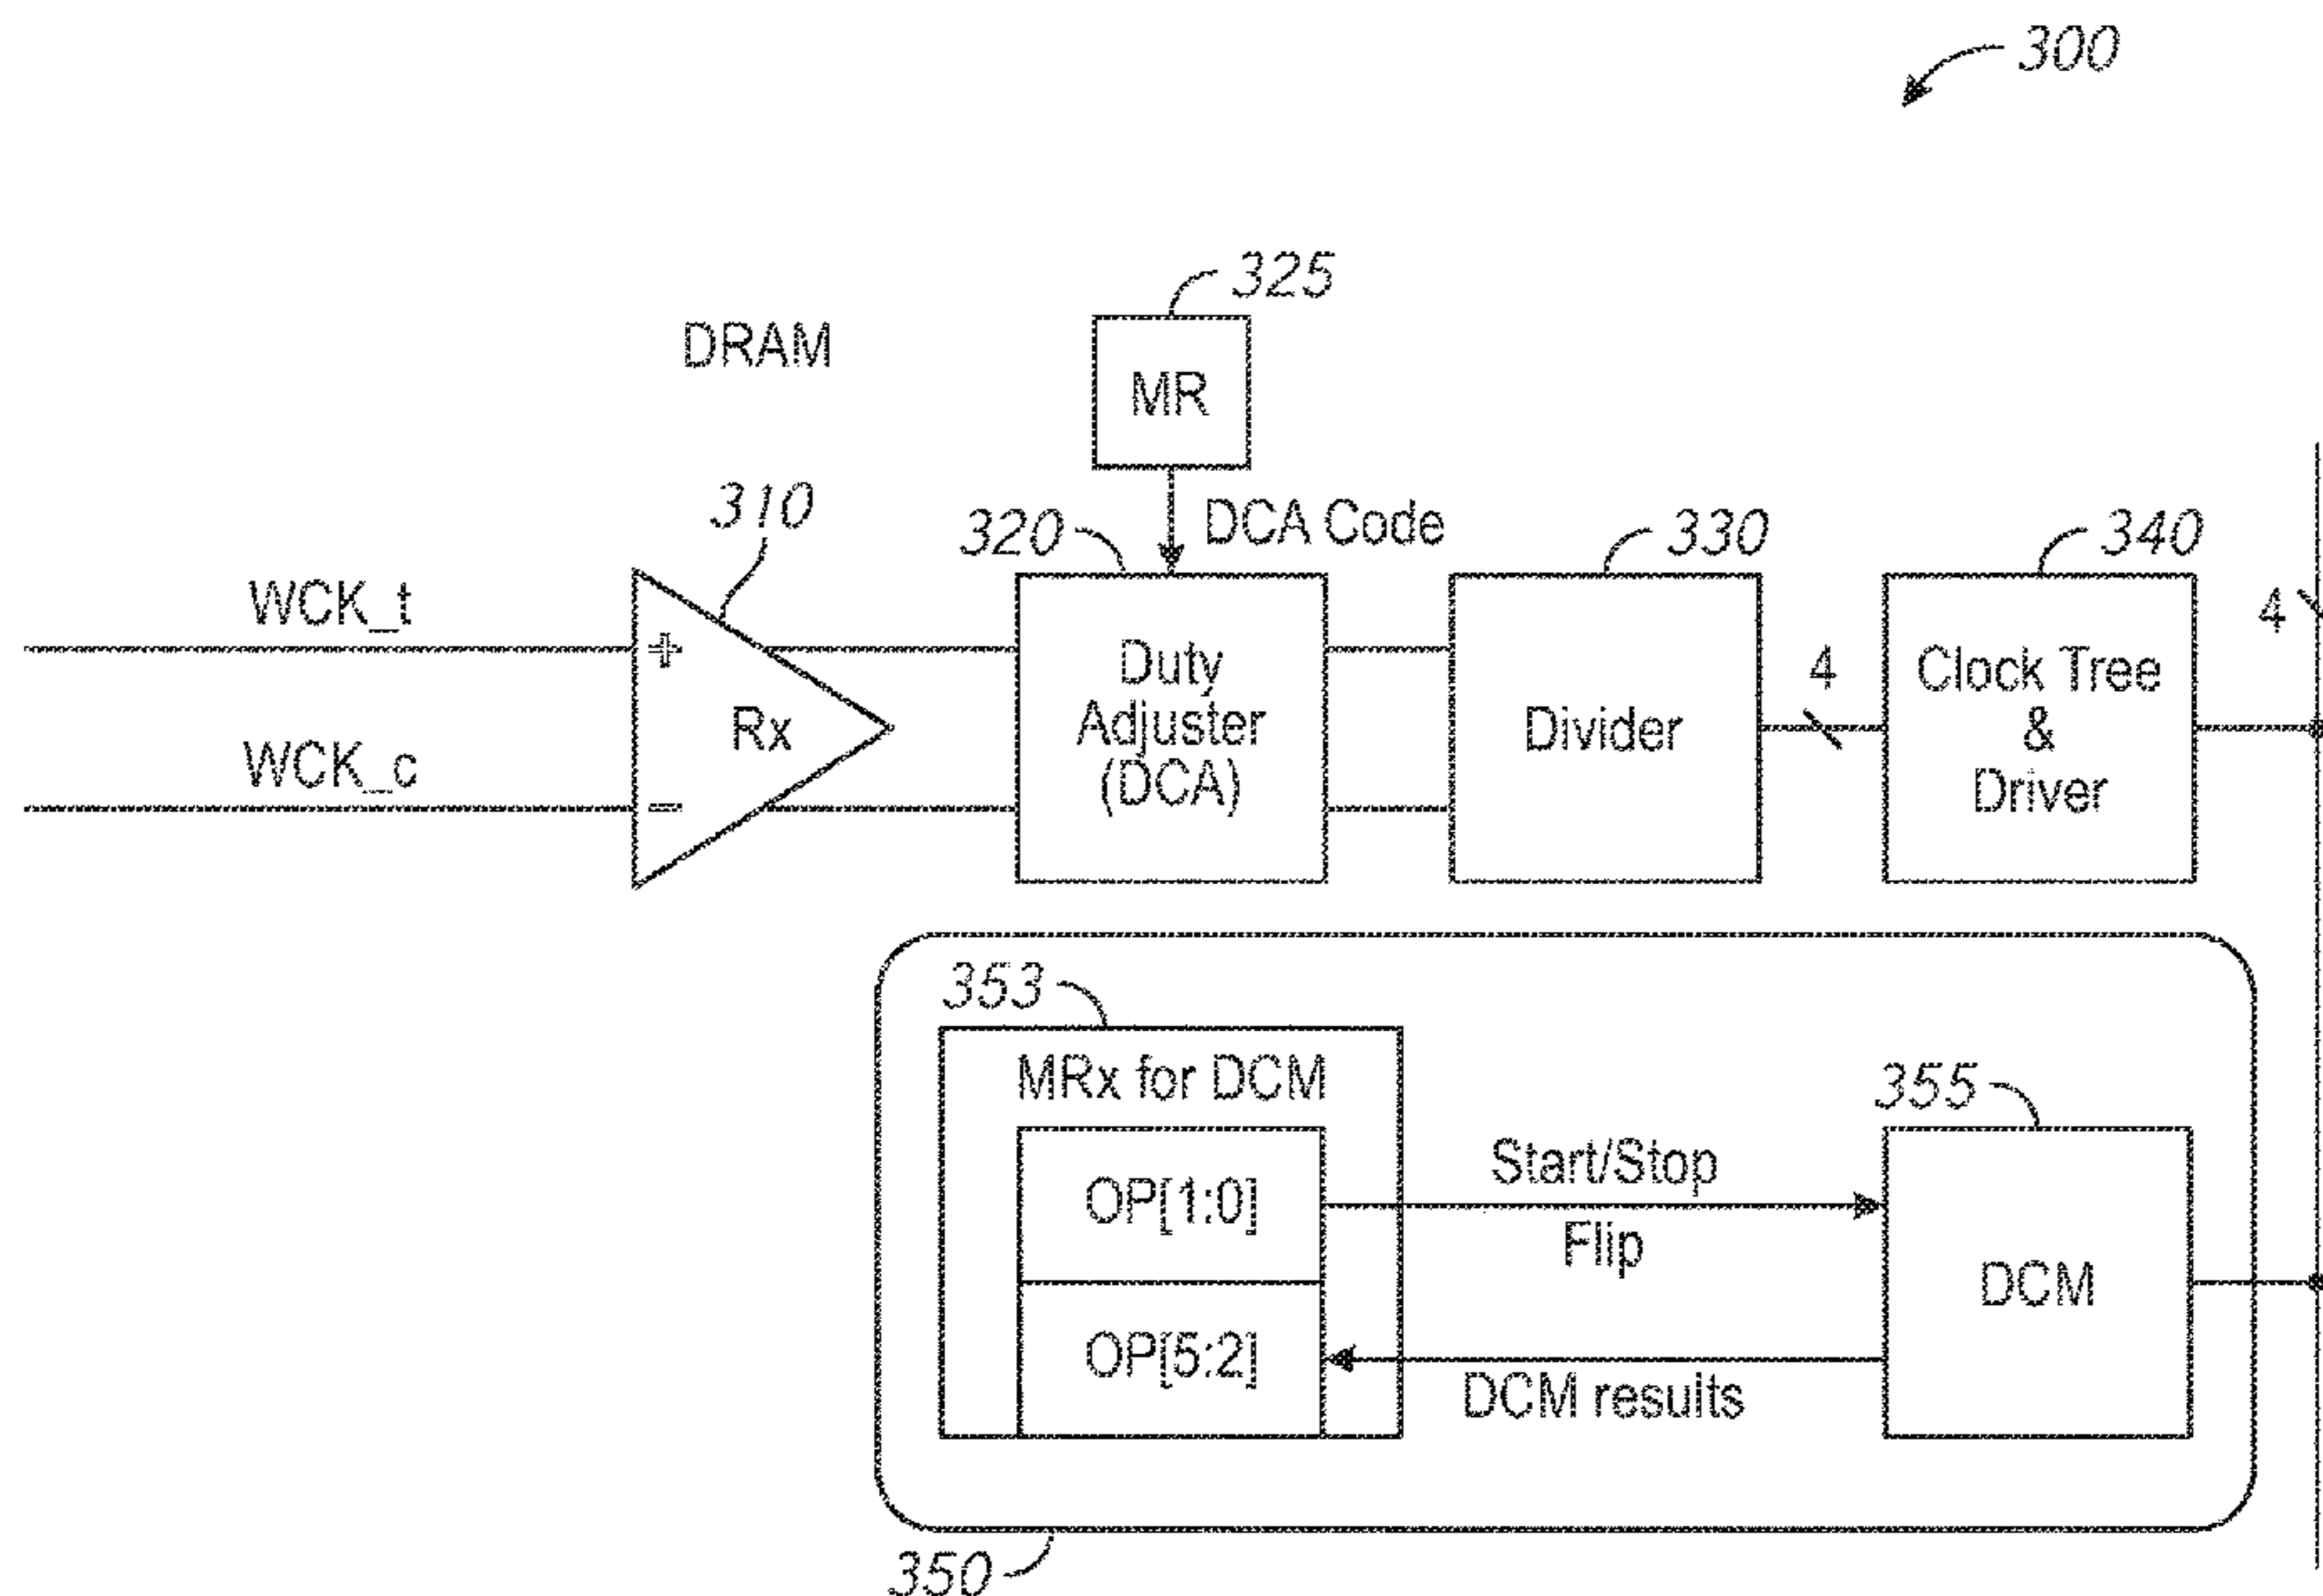 300
325
DRAM
MR
310
320
DCA Code
330
340
WCK_t
4
+
Duty
Adjuster
(DCA)
Rx
Divider
4
Clock Tree
&
Driver
WCK_c
–
353
MRx for DCM
355
OP[1:0]
Start/Stop
Flip
DCM
OP[5:2]
DCM results
350